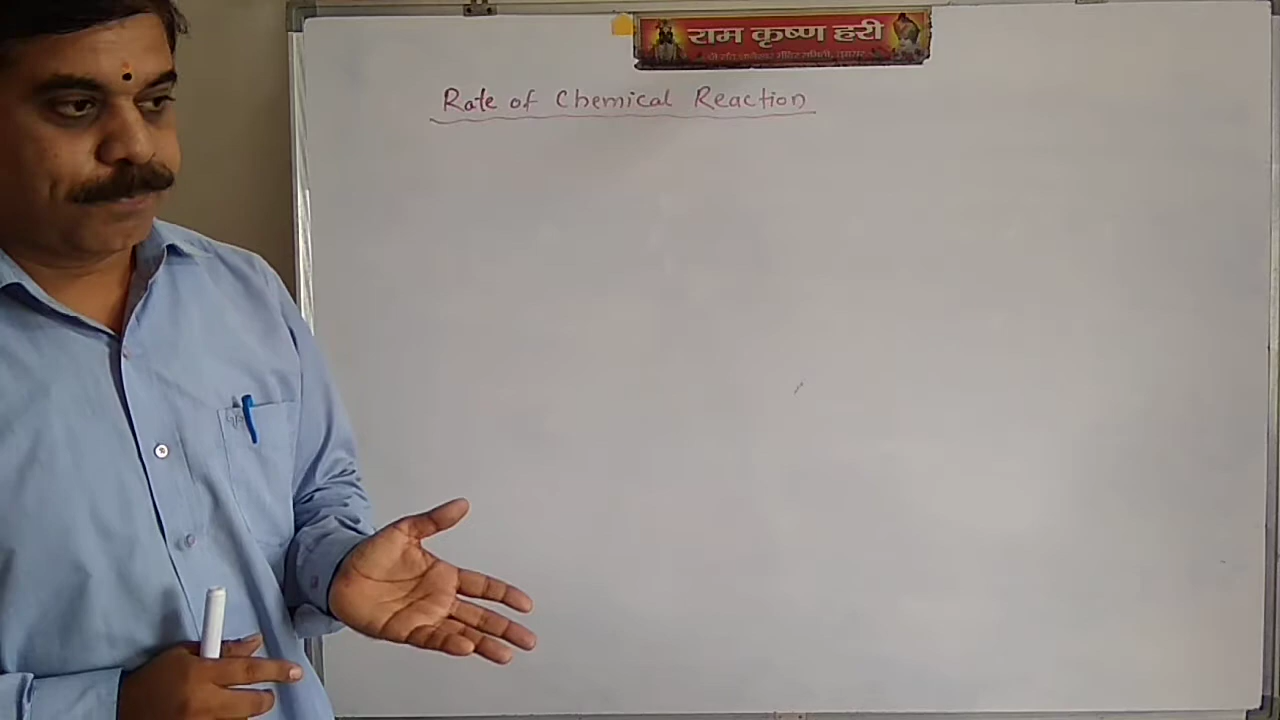 राम कृष्ण हरी
Rate of Chemical Reaction